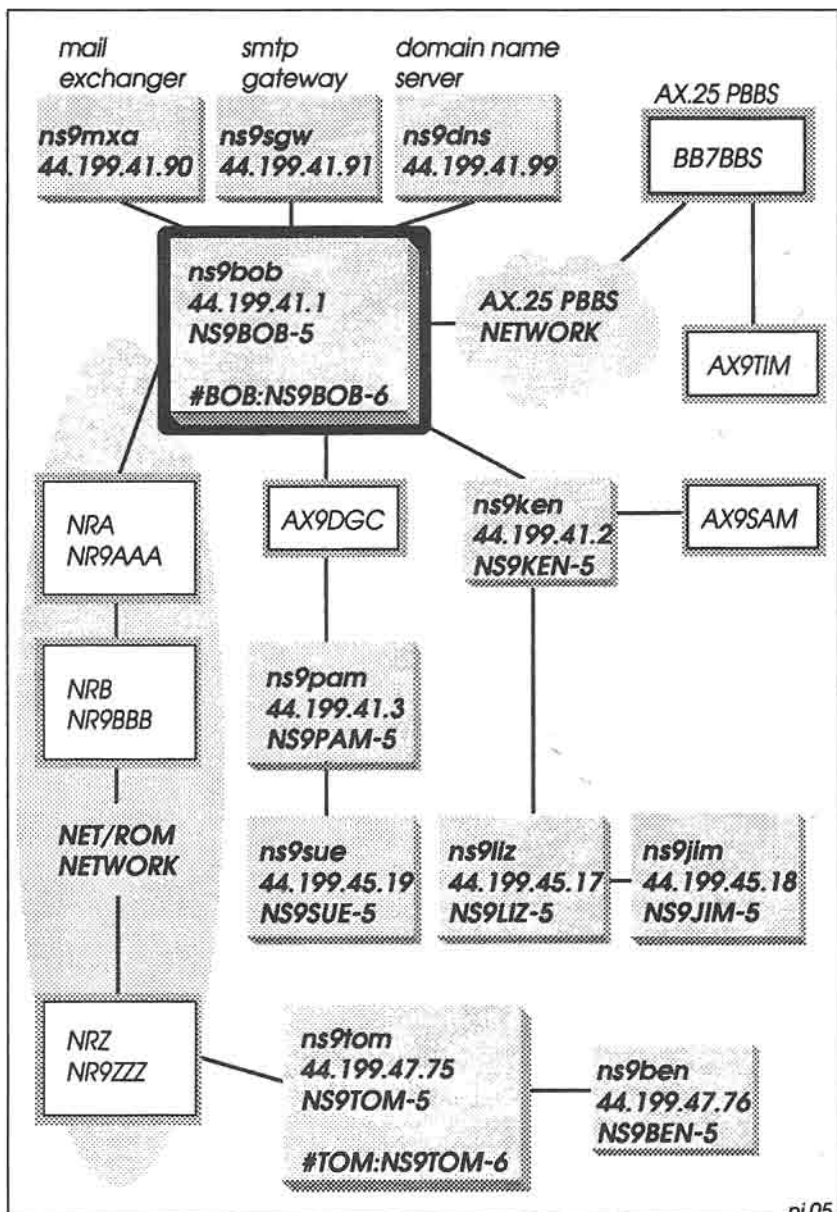 mail
exchanger
smtp
gateway
domain name
server
ns9mxa
44.199.41.90
ns9sgw
44.199.41.91
ns9dns
44.199.41.99
AX.25 PBBS
BB7BBS
ns9bob
44.199.41.1
NS9BOB-5
#BOB:NS9BOB-6
AX.25 PBBS
NETWORK
AX9TIM
NRA
NR9AAA
AX9DGC
ns9ken
44.199.41.2
NS9KEN-5
AX9SAM
NRB
NR9BBB
ns9pam
44.199.41.3
NS9PAM-5
NET/ROM
NETWORK
ns9sue
44.199.45.19
NS9SUE-5
ns9liz
44.199.45.17
NS9LIZ-5
ns9jim
44.199.45.18
NS9JIM-5
NRZ
NR9ZZZ
ns9tom
44.199.47.75
NS9TOM-5
#TOM:NS9TOM-6
ns9ben
44.199.47.76
NS9BEN-5